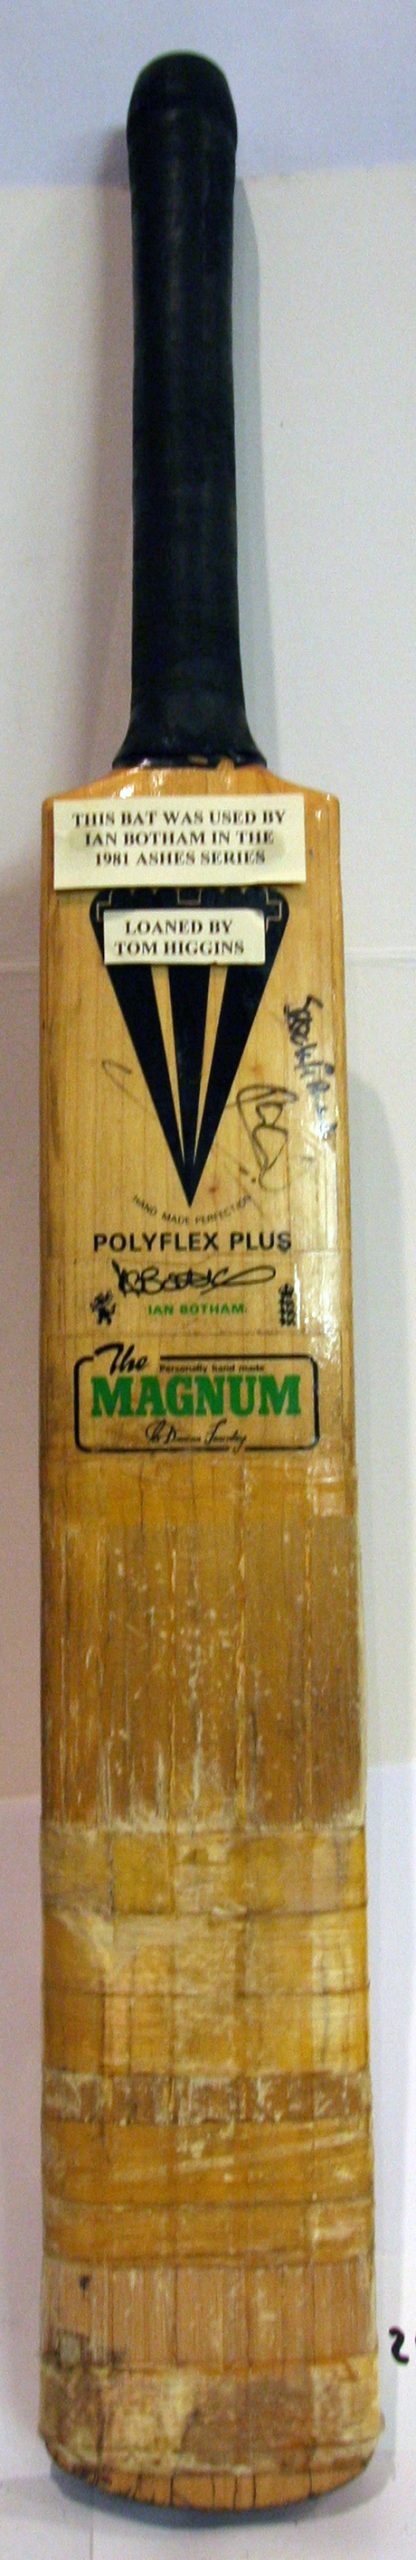 THIS BAT WAS USED BY
IAN BOTHAM IN THE
1981 ASHES SERIES
LOANED BY
TOM HIGGINS
HAND MADE PERFECTION
POLYFLEX PLUS
IAN BOTHAM
The Personally hand made
MAGNUM